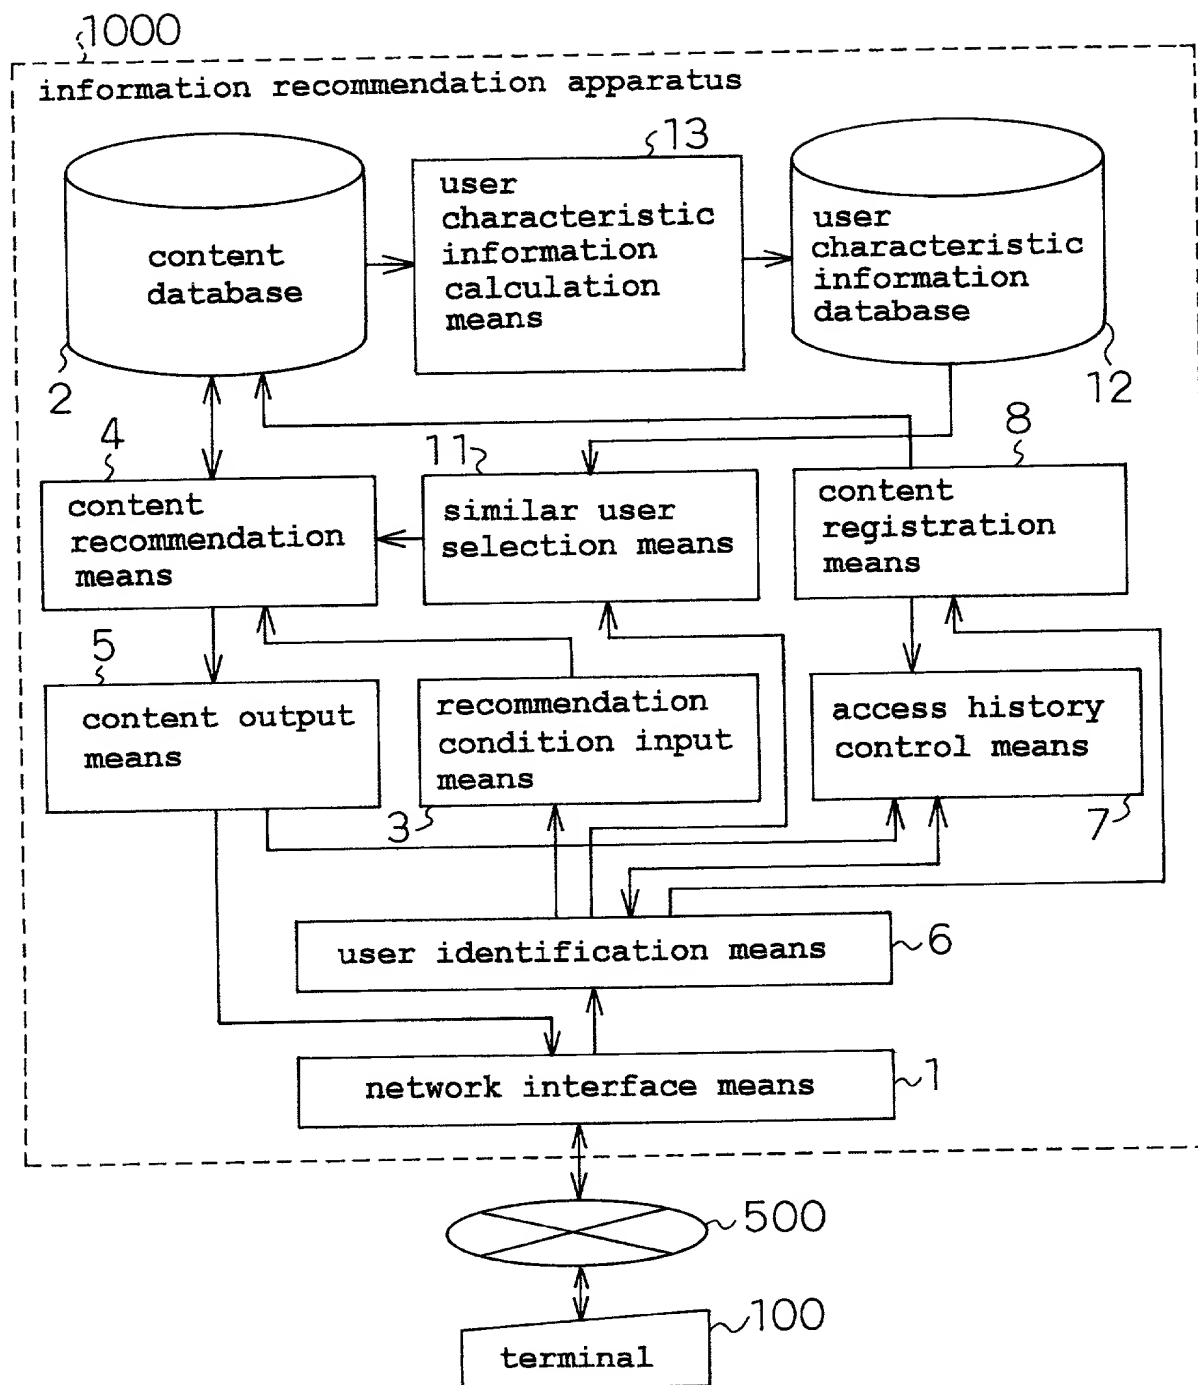 1000
information recommendation apparatus
13
user
characteristic
information
calculation
means
content
database
user
characteristic
information
database
2
12
4
11
8
content
recommendation
means
similar user
selection means
content
registration
means
5
content output
means
recommendation
condition input
means
access history
control means
3
7
user identification means
6
network interface means
1
500
100
terminal